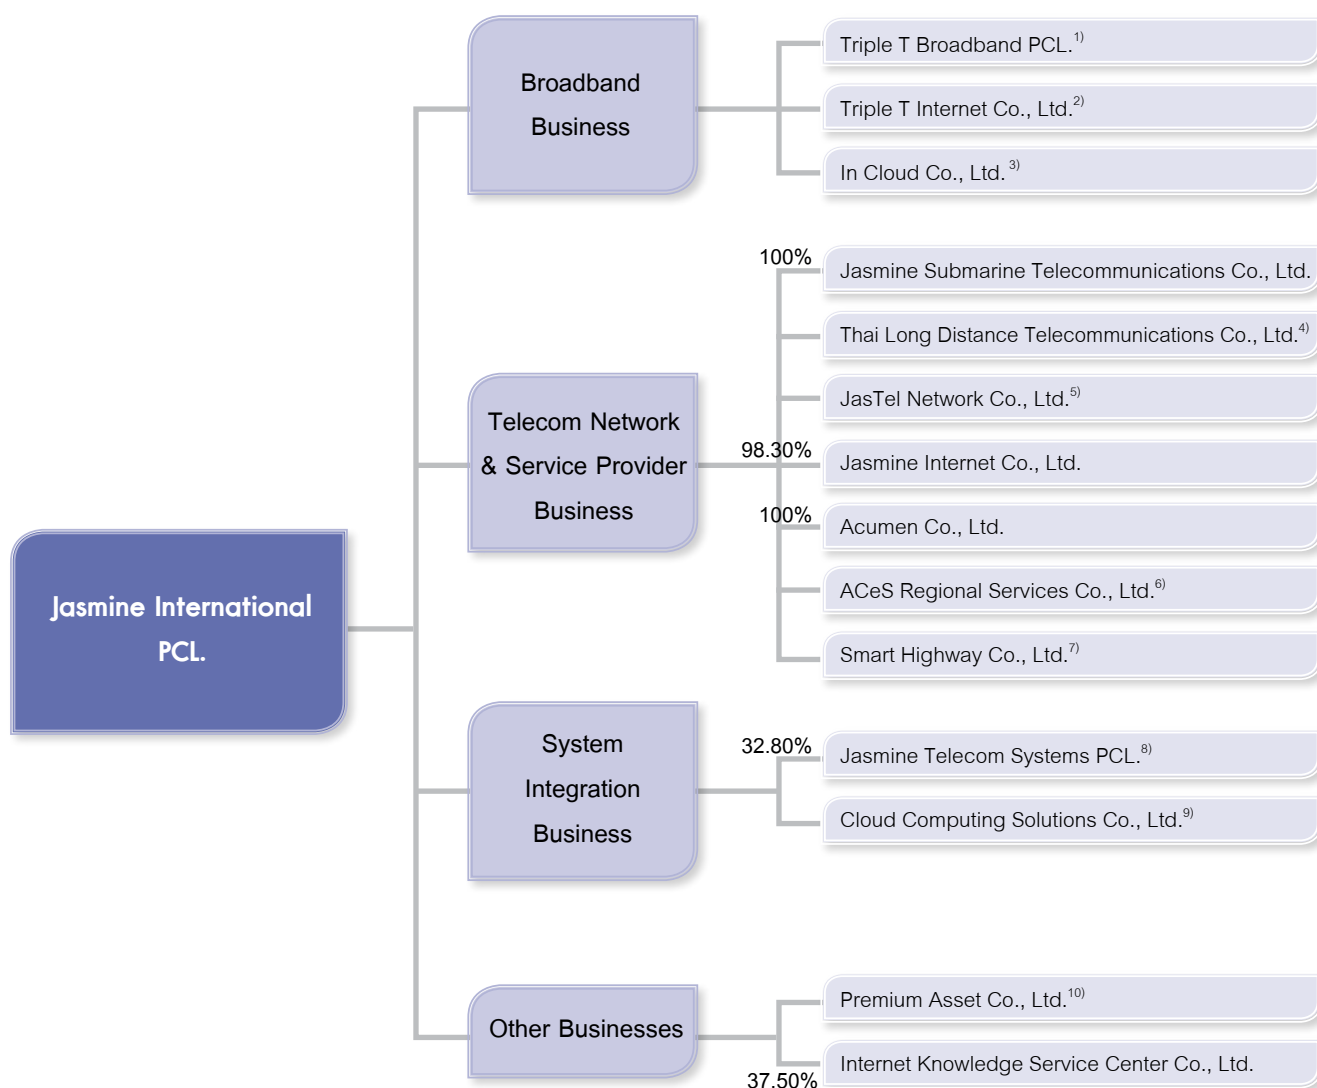 Jasmine International
PCL.
Broadband
Business
Triple T Broadband PCL.1)
Triple T Internet Co., Ltd.2)
In Cloud Co., Ltd. 3)
Telecom Network
& Service Provider
Business
100%
Jasmine Submarine Telecommunications Co., Ltd.
Thai Long Distance Telecommunications Co., Ltd.4)
JasTel Network Co., Ltd.5)
98.30%
Jasmine Internet Co., Ltd.
100%
Acumen Co., Ltd.
ACeS Regional Services Co., Ltd.6)
Smart Highway Co., Ltd.7)
System
Integration
Business
32.80%
Jasmine Telecom Systems PCL.8)
Cloud Computing Solutions Co., Ltd.9)
Other Businesses
Premium Asset Co., Ltd.10)
37.50%
Internet Knowledge Service Center Co., Ltd.